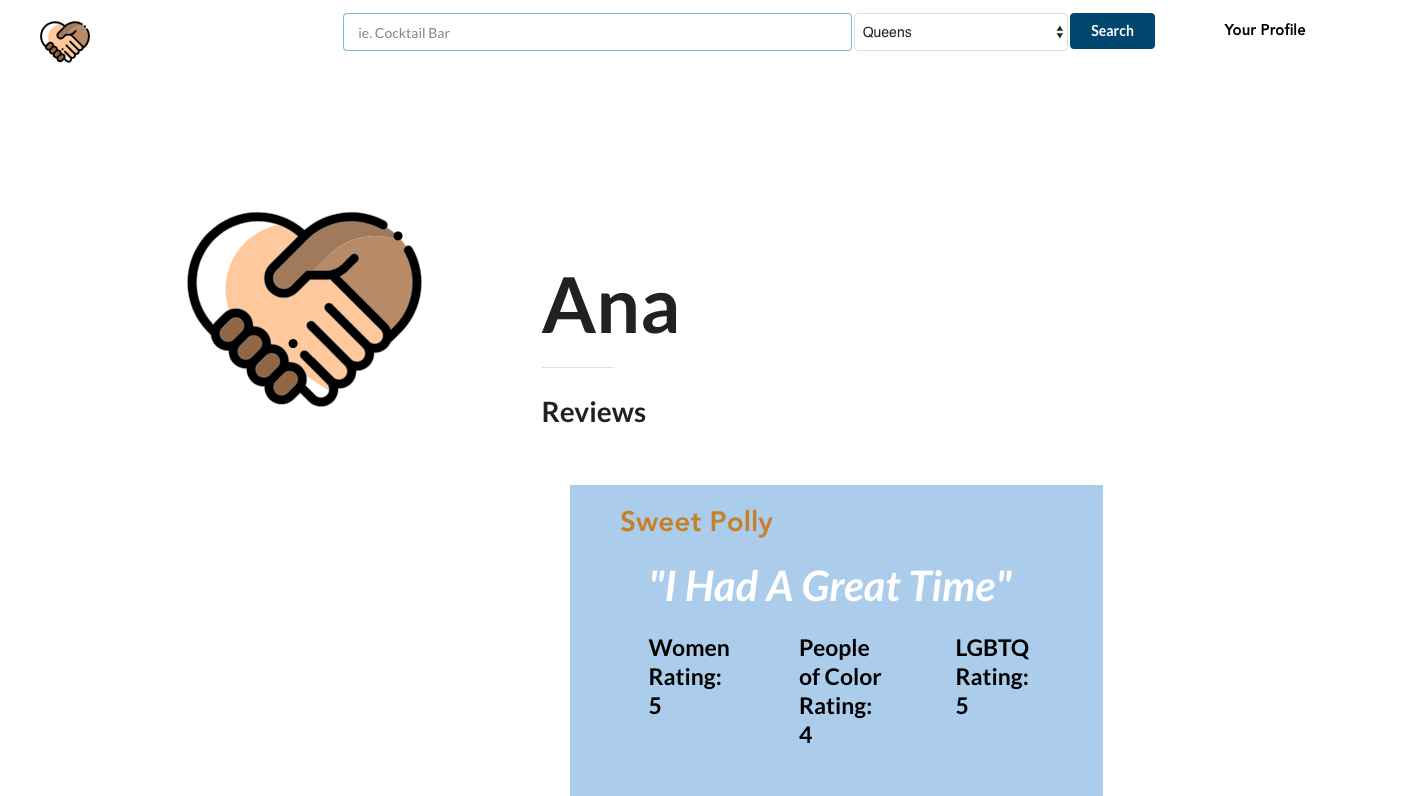 ie. Cocktail Bar
Queens
Search
Your Profile
Ana
Reviews
Sweet Polly
"I Had A Great Time"
Women
Rating:
5
People
of Color
Rating:
4
LGBTQ
Rating:
5